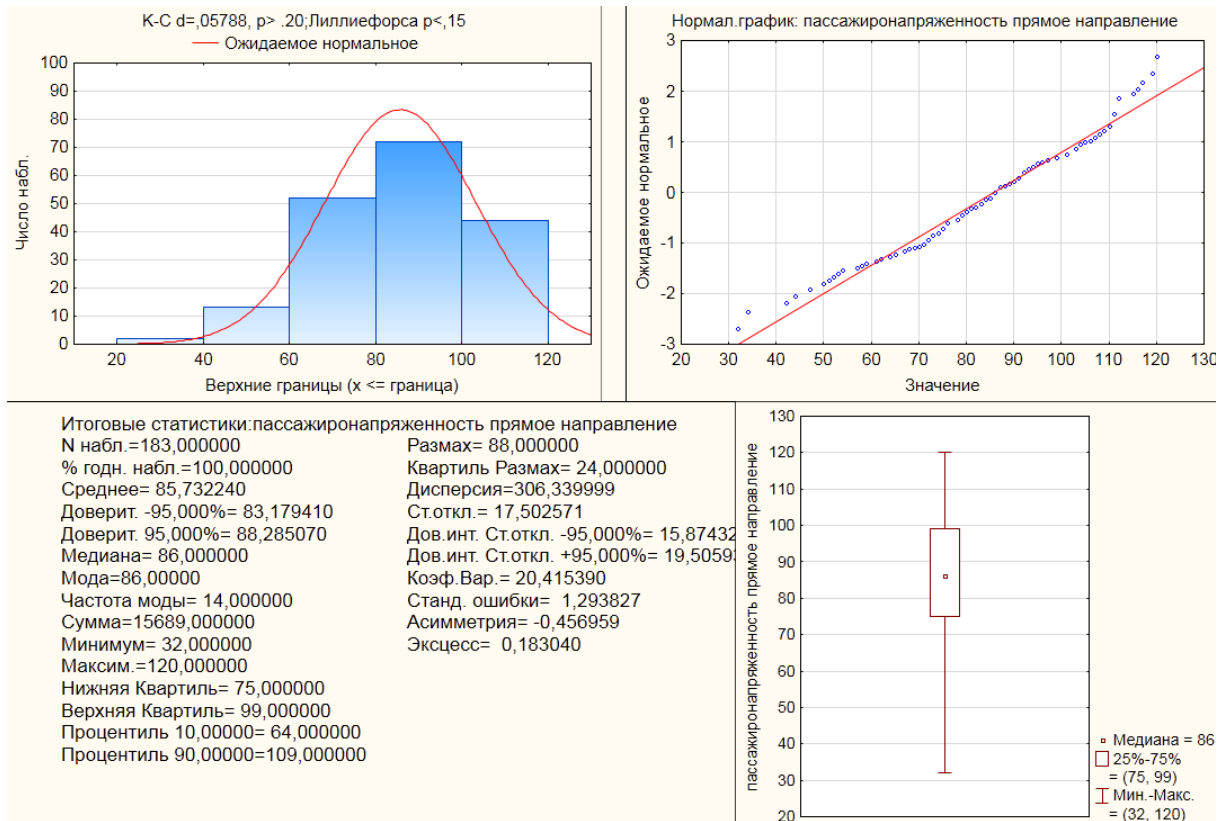 K-C d=,05788, p> .20;Лиллиефорса p<,15
Ожидаемое нормальное
100
90
80
70
60
50
40
30
20
10
0
Число набл.
20 40 60 80 100 120
Верхние границы (x <= граница)
Нормал.график: пассажиронапряженность прямое направление
3
2
1
0
-1
-2
-3
Ожидаемое нормальное
20 30 40 50 60 70 80 90 100 110 120 130
Значение
Итоговые статистики:пассажиронапряженность прямое направление
N набл.=183,000000
% годн. набл.=100,000000
Среднее= 85,732240
Доверит. -95,000%= 83,179410
Доверит. 95,000%= 88,285070
Медиана= 86,000000
Мода=86,00000
Частота моды= 14,000000
Сумма=15689,000000
Минимум= 32,000000
Максим.=120,000000
Нижняя Квартиль= 75,000000
Верхняя Квартиль= 99,000000
Процентиль 10,00000= 64,000000
Процентиль 90,00000=109,000000
Размах= 88,000000
Квартиль Размах= 24,000000
Дисперсия=306,339999
Ст.откл.= 17,502571
Дов.инт. Ст.откл. -95,000%= 15,87432
Дов.инт. Ст.откл. +95,000%= 19,5059
Коэф.Вар.= 20,415390
Станд. ошибки= 1,293827
Асимметрия= -0,456959
Эксцесс= 0,183040
пассажиронапряженность прямое направление
130
120
110
100
90
80
70
60
50
40
30
20
Медиана = 86
25%-75%
= (75, 99)
Мин.-Макс.
= (32, 120)